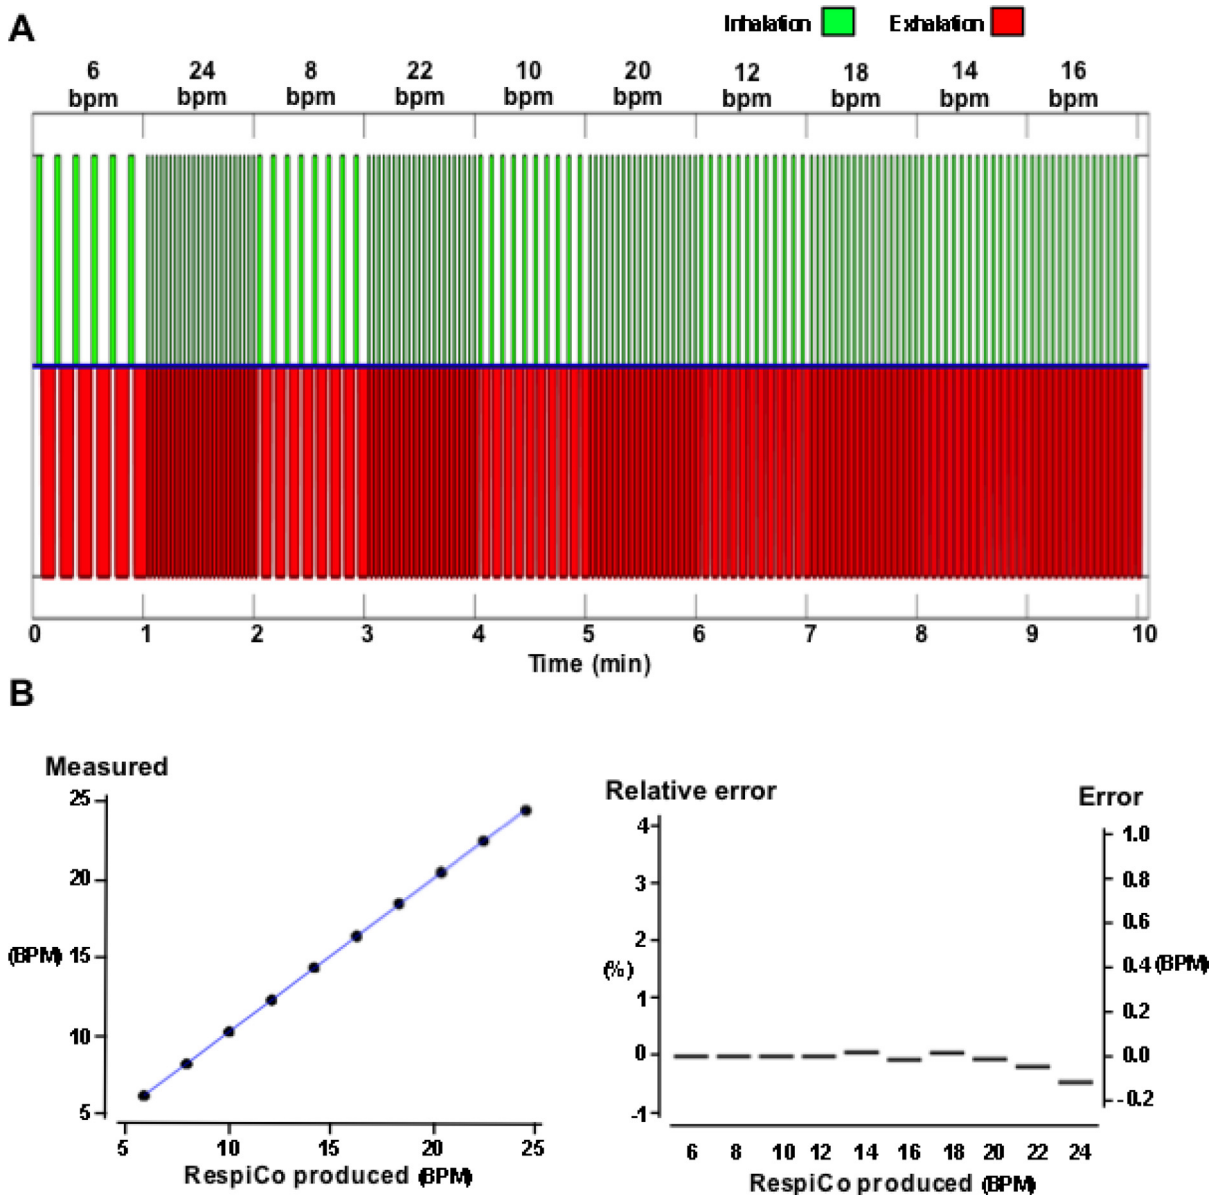 A
Inhalation Exhalation
6 24 8 22 10 20 12 18 14 16
bpm bpm bpm bpm bpm bpm bpm bpm bpm bpm
0 1 2 3 4 5 6 7 8 9 10
Time (min)
B
Measured
25
20
(BPM) 15
10
5
5 10 15 20 25
RespiCo produced (BPM)
Relative error
4
3
2
(%)
1
0
-1
Error
1.0
0.8
0.6
0.4 (BPM)
0.2
0.0
-0.2
6 8 10 12 14 16 18 20 22 24
RespiCo produced (BPM)